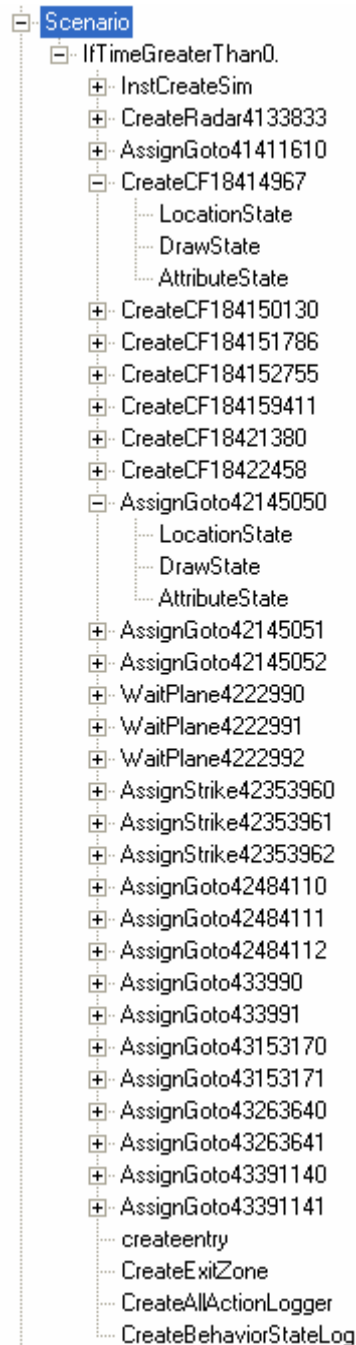 Scenario
IfTimeGreaterThan0.
InstCreateSim
CreateRadar4133833
AssignGoto41411610
CreateCF18414967
LocationState
DrawState
AttributeState
CreateCF184150130
CreateCF184151786
CreateCF184152755
CreateCF184159411
CreateCF18421380
CreateCF18422458
AssignGoto42145050
LocationState
DrawState
AttributeState
AssignGoto42145051
AssignGoto42145052
WaitPlane4222990
WaitPlane4222991
WaitPlane4222992
AssignStrike42353960
AssignStrike42353961
AssignStrike42353962
AssignGoto42484110
AssignGoto42484111
AssignGoto42484112
AssignGoto433990
AssignGoto433991
AssignGoto43153170
AssignGoto43153171
AssignGoto43263640
AssignGoto43263641
AssignGoto43391140
AssignGoto43391141
createentry
CreateExitZone
CreateAllActionLogger
CreateBehaviorStateLog